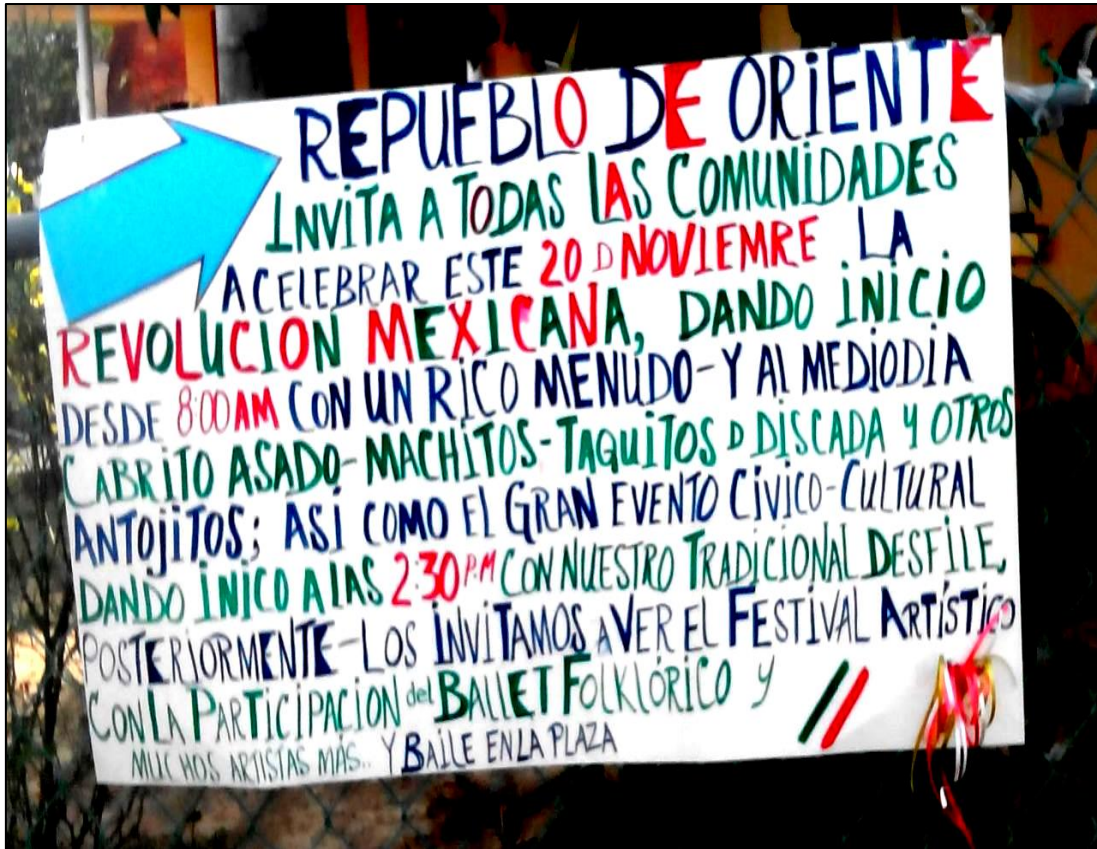 REPUEBLO DE ORIENTE
INVITA A TODAS LAS COMUNIDADES
A CELEBRAR ESTE 20 D NOVIEMRE LA
REVOLUCION MEXICANA, DANDO INICIO
DESDE 8:00 AM CON UN RICO MENUDO-Y Al MEDIODIA
CABRITO ASADO-MACHITOS-TAQUITOS D DISCADA Y OTROS
ANTOJITOS; ASÍ COMO El GRAN EVENTO CÍVICO-CULTURAL
DANDO INICO A LAS 2:30 P.M CON NUESTRO TRADICIONAL DESFILE,
POSTERIORMENTE-LOS INVITAMOS A VER EL FESTIVAL ARTÍSTICO
CON LA PARTICIPACION del BALLET FOLKLÓRICO y
MUCHOS ARTISTAS MÁS.. Y BAILE EN LA PLAZA